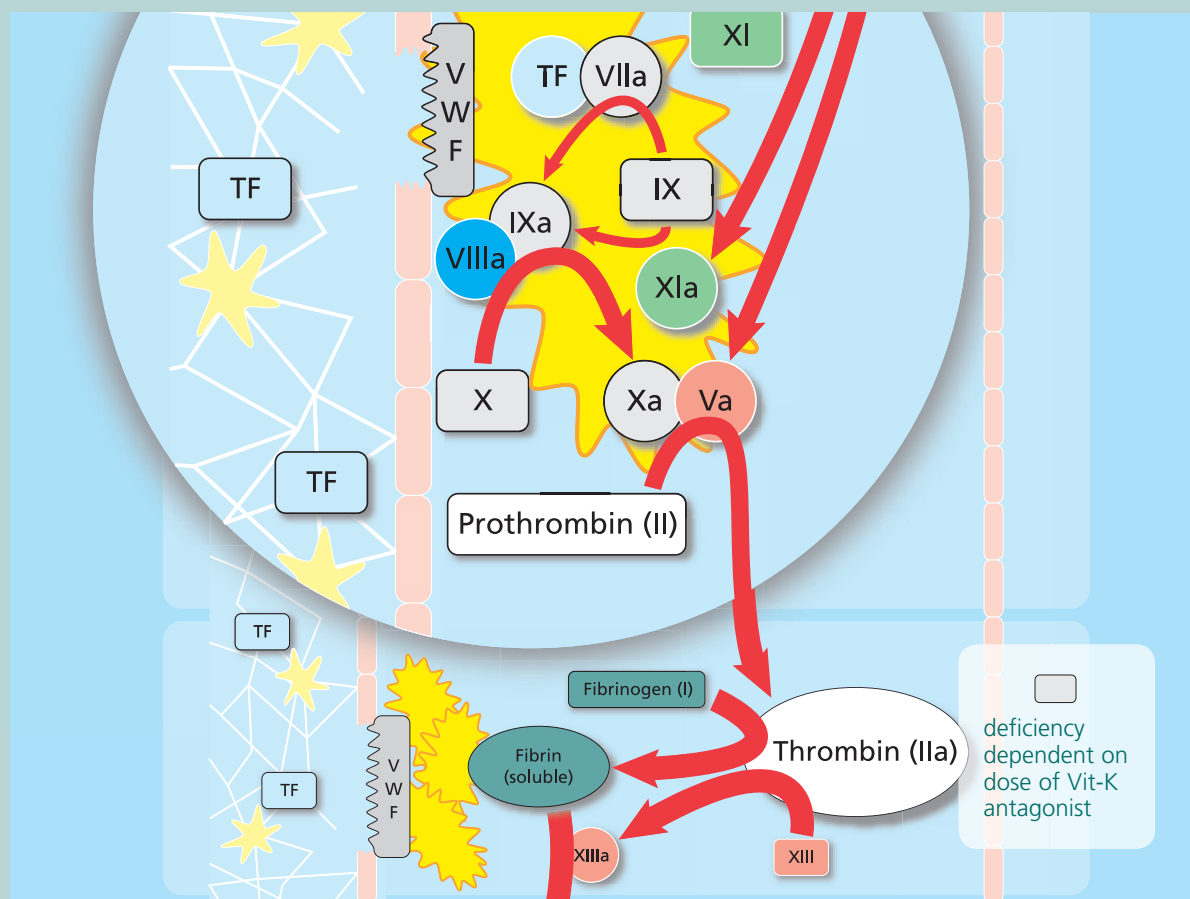 XI
TF
VIIa
V
W
F
TF
IX
IXa
VIIIa
XIa
X
Xa
Va
TF
Prothrombin (II)
TF
Fibrinogen (I)
Thrombin (IIa)
Fibrin
(soluble)
deficiency
dependent on
dose of Vit-K
antagonist
V
W
F
TF
XIIIa
XIII